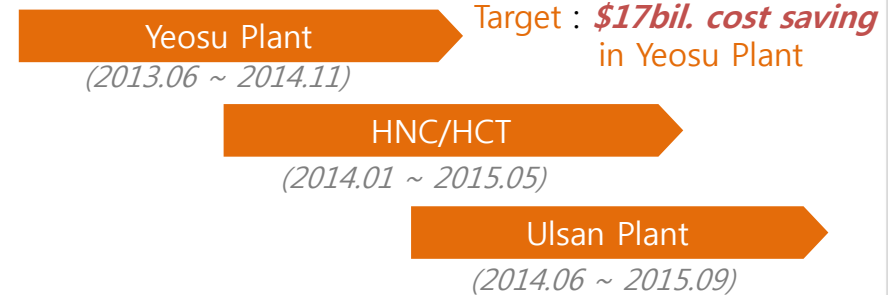 Yeosu Plant
Target : $17bil. cost saving
in Yeosu Plant
(2013.06 ~ 2014.11)
HNC/HCT
(2014.01 ~ 2015.05)
Ulsan Plant
(2014.06 ~ 2015.09)